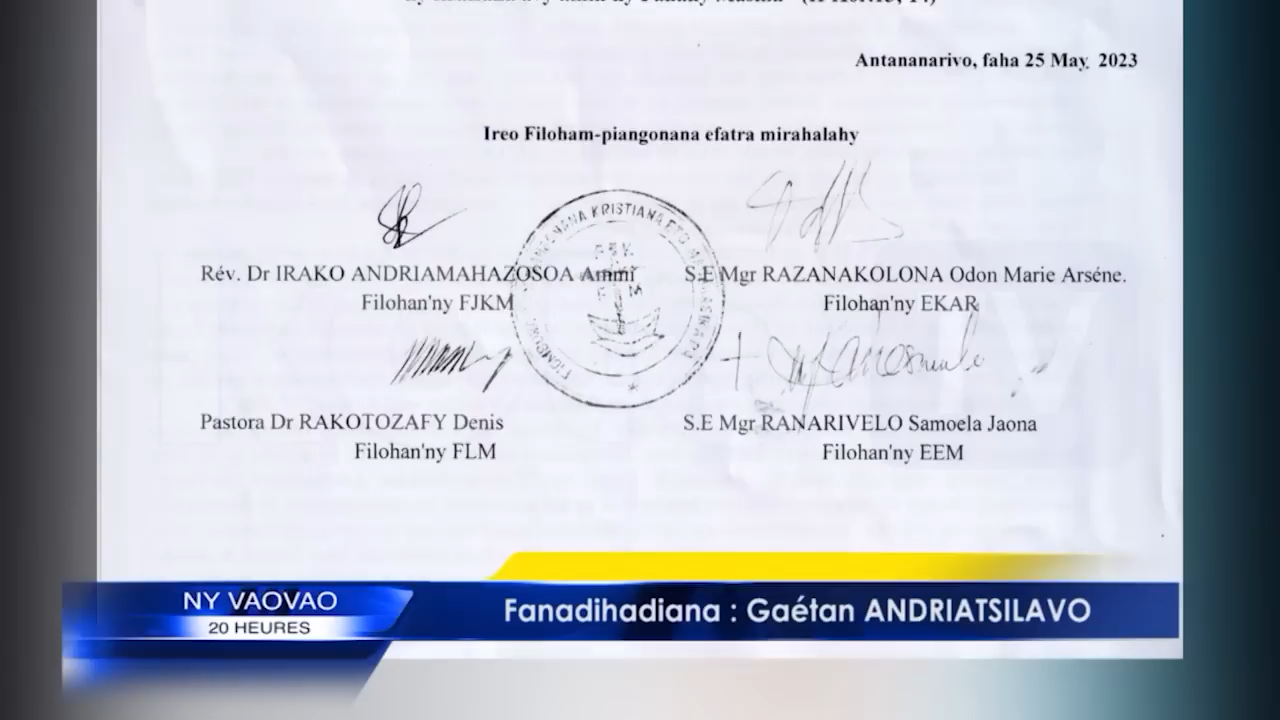 Antananarivo, faha 25 May 2023
Ireo Filoham-piangonana efatra mirahalahy
KRISTIANA
Rév. Dr IRAKO ANDRIAMAHAZOSOA Ammi
Filohan'ny FJKM
S.E Mgr RAZANAKOLONA Odon Marie Arséne.
Filohan'ny EKAR
Pastora Dr RAKOTOZAFY Denis
Filohan'ny FLM
S.E Mgr RANARIVELO Samoela Jaona
Filohan'ny EEM
NY VAOVAO
20 HEURES
Fanadihadiana : Gaétan ANDRIATSILAVO